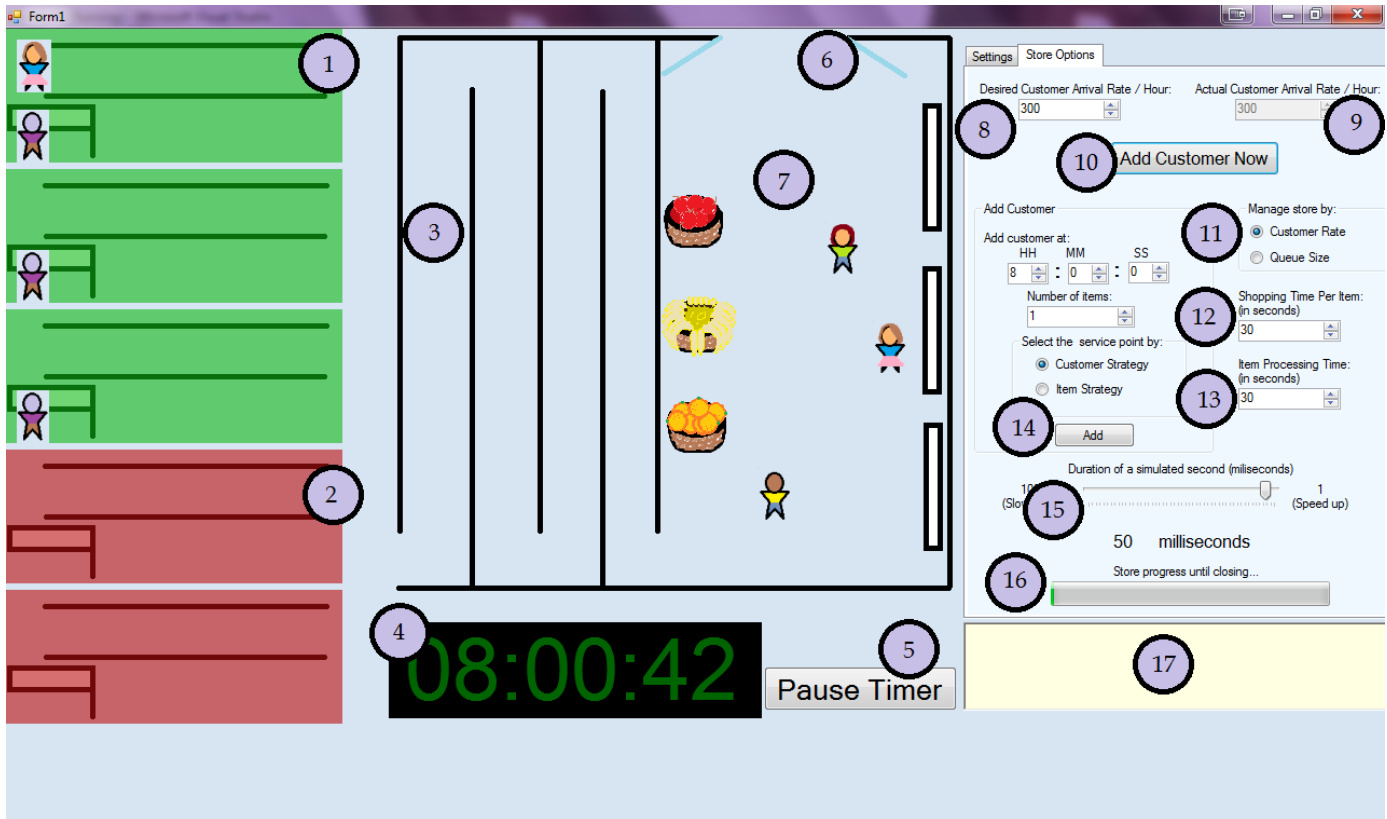 Form1
1
2
3
4
5
6
7
08:00:42
Pause Timer
Settings
Store Options
Desired Customer Arrival Rate / Hour:
Actual Customer Arrival Rate / Hour:
300
300
8
9
10
Add Customer Now
Add Customer
Manage store by:
Add customer at:
11
Customer Rate
HH MM SS
Queue Size
8 : 0 : 0
Number of items:
1
Shopping Time Per Item:
(in seconds)
12
30
Select the service point by:
Customer Strategy
Item Strategy
Item Processing Time:
(in seconds)
13
30
14
Add
Duration of a simulated second (miliseconds)
1
(Speed up)
15
50 milliseconds
Store progress until closing...
16
17